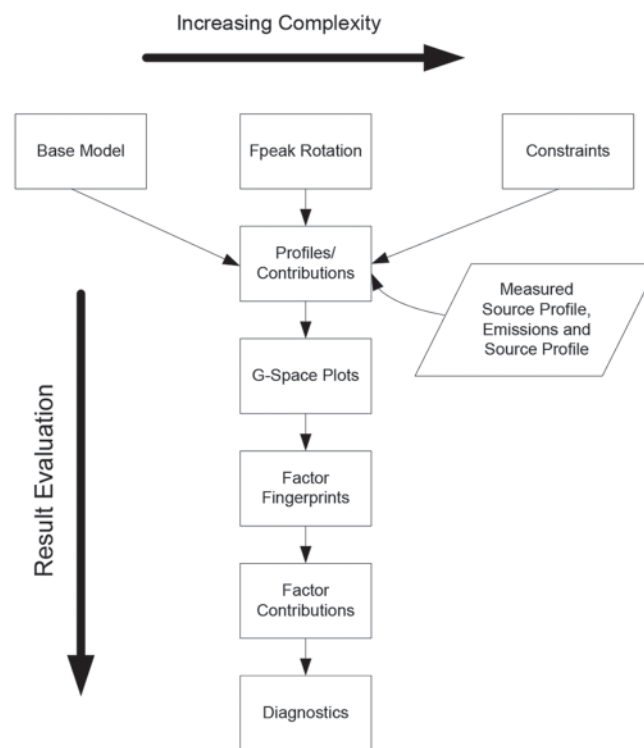 Increasing Complexity
Base Model
Fpeak Rotation
Constraints
Profiles/
Contributions
Measured
Source Profile,
Emissions and
Source Profile
G-Space Plots
Factor
Fingerprints
Factor
Contributions
Diagnostics
Result Evaluation